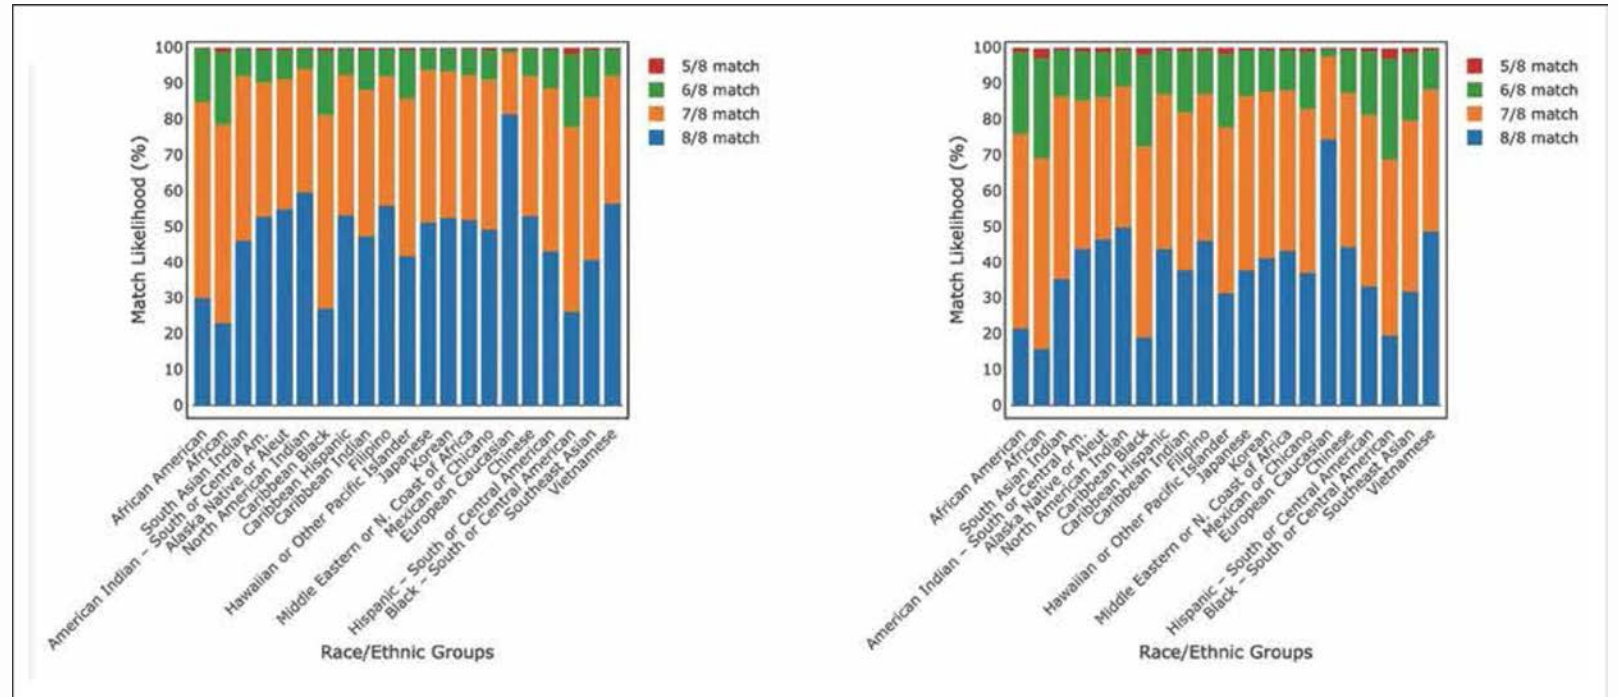 100
90
80
70
60
50
40
30
20
10
0
Match Likelihood (%)
5/8 match
6/8 match
7/8 match
8/8 match
African American
African
South Asian Indian
American Indian – South or Central Am.
Alaska Native or Aleut
North American Indian
Caribbean Black
Caribbean Hispanic
Caribbean Indian
Filipino
Hawaiian or Other Pacific Islander
Japanese
Korean
Middle Eastern or N. Coast of Africa
Mexican or Chicano
European Caucasian
Chinese
Hispanic – South or Central American
Black – South or Central American
Southeast Asian
Vietnamese
Race/Ethnic Groups
100
90
80
70
60
50
40
30
20
10
0
Match Likelihood (%)
5/8 match
6/8 match
7/8 match
8/8 match
African American
African
South Asian Indian
American Indian – South or Central Am.
Alaska Native or Aleut
North American Indian
Caribbean Black
Caribbean Hispanic
Caribbean Indian
Filipino
Hawaiian or Other Pacific Islander
Japanese
Korean
Middle Eastern or N. Coast of Africa
Mexican or Chicano
European Caucasian
Chinese
Hispanic – South or Central American
Black – South or Central American
Southeast Asian
Vietnamese
Race/Ethnic Groups